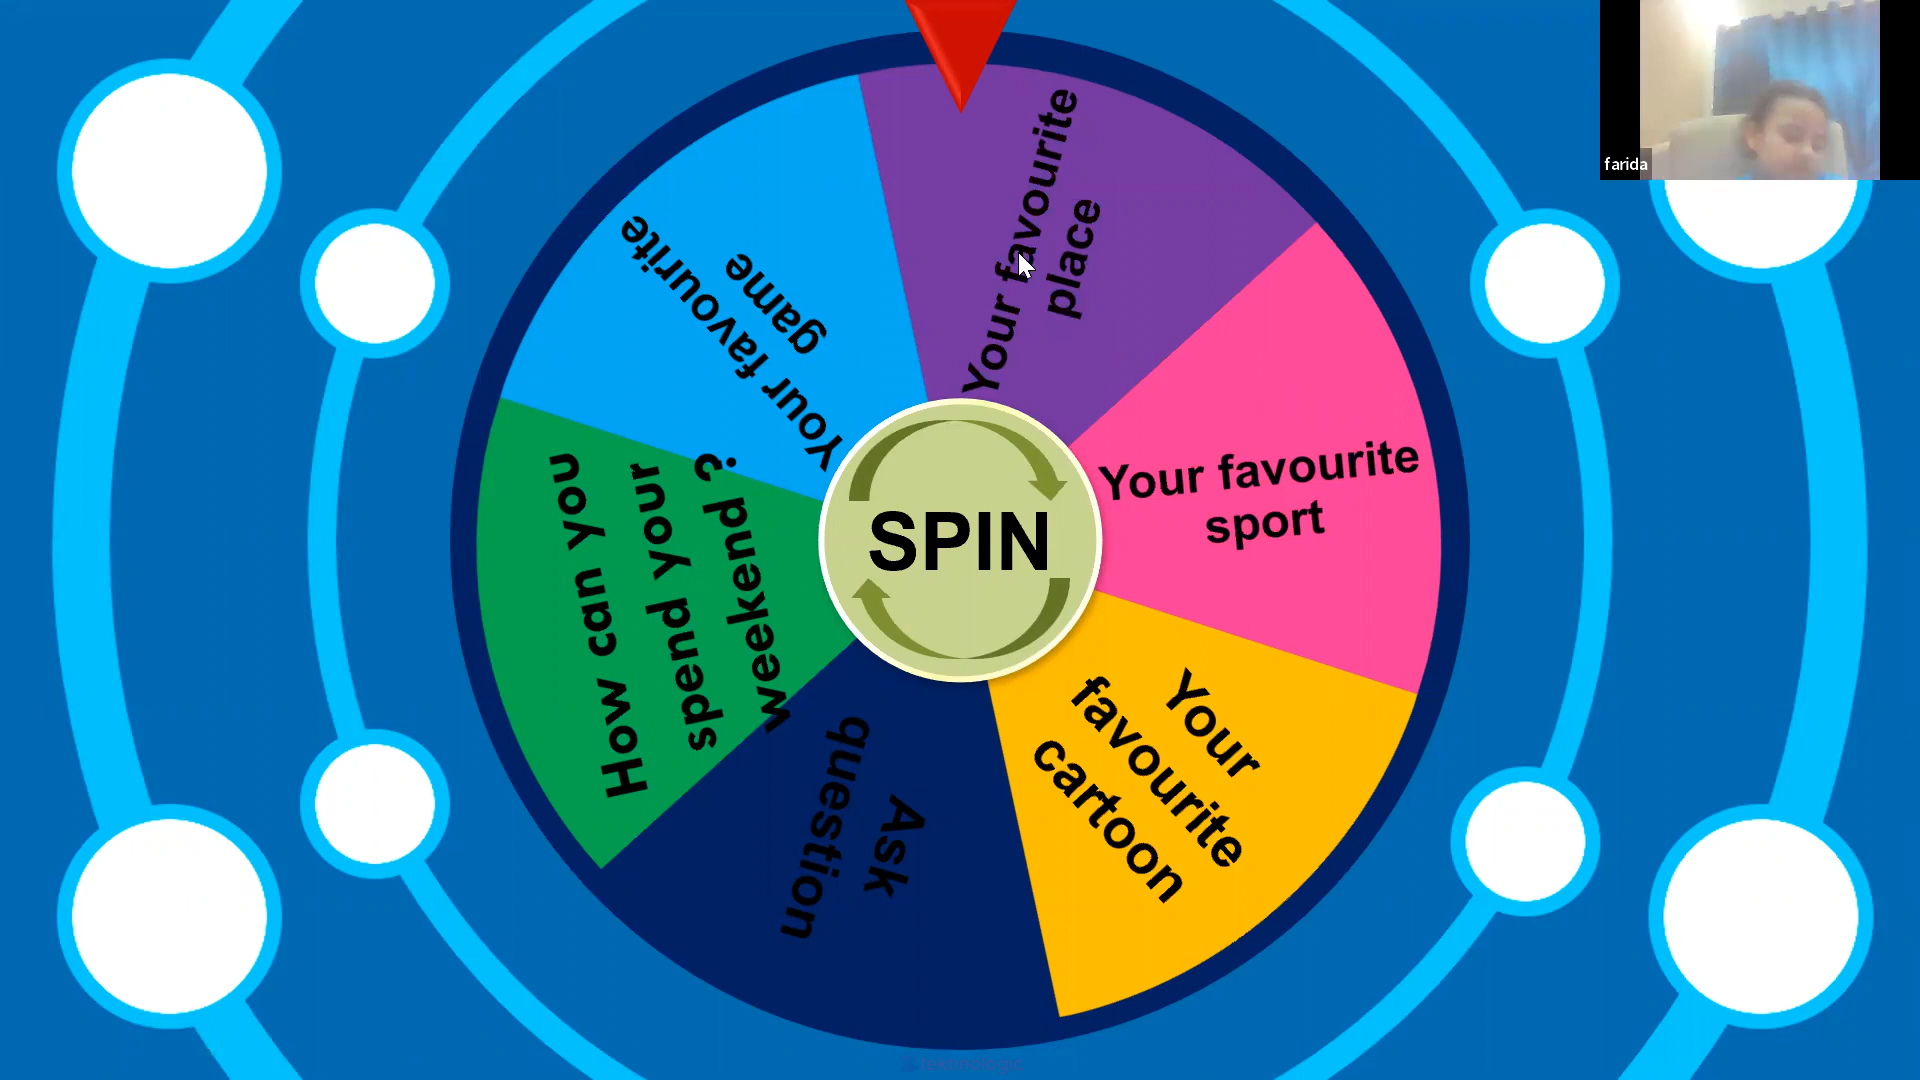 Your favourite
place
Your favourite
sport
Your
favourite
cartoon
Ask
question
How can you
spend your
weekend ?
Your favourite
game
SPIN
farida